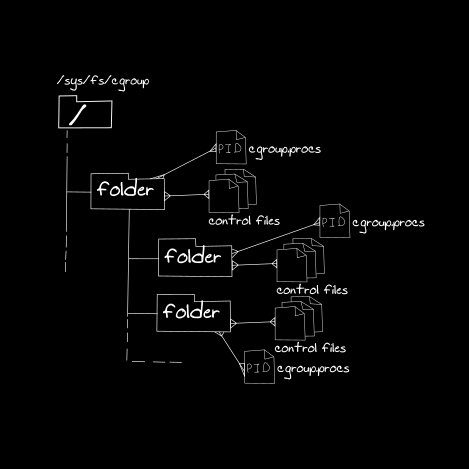 /sys/fs/cgroup
/
PID cgroup.procs
folder
control files
PID cgroup.procs
folder
control files
folder
control files
PID cgroup.procs